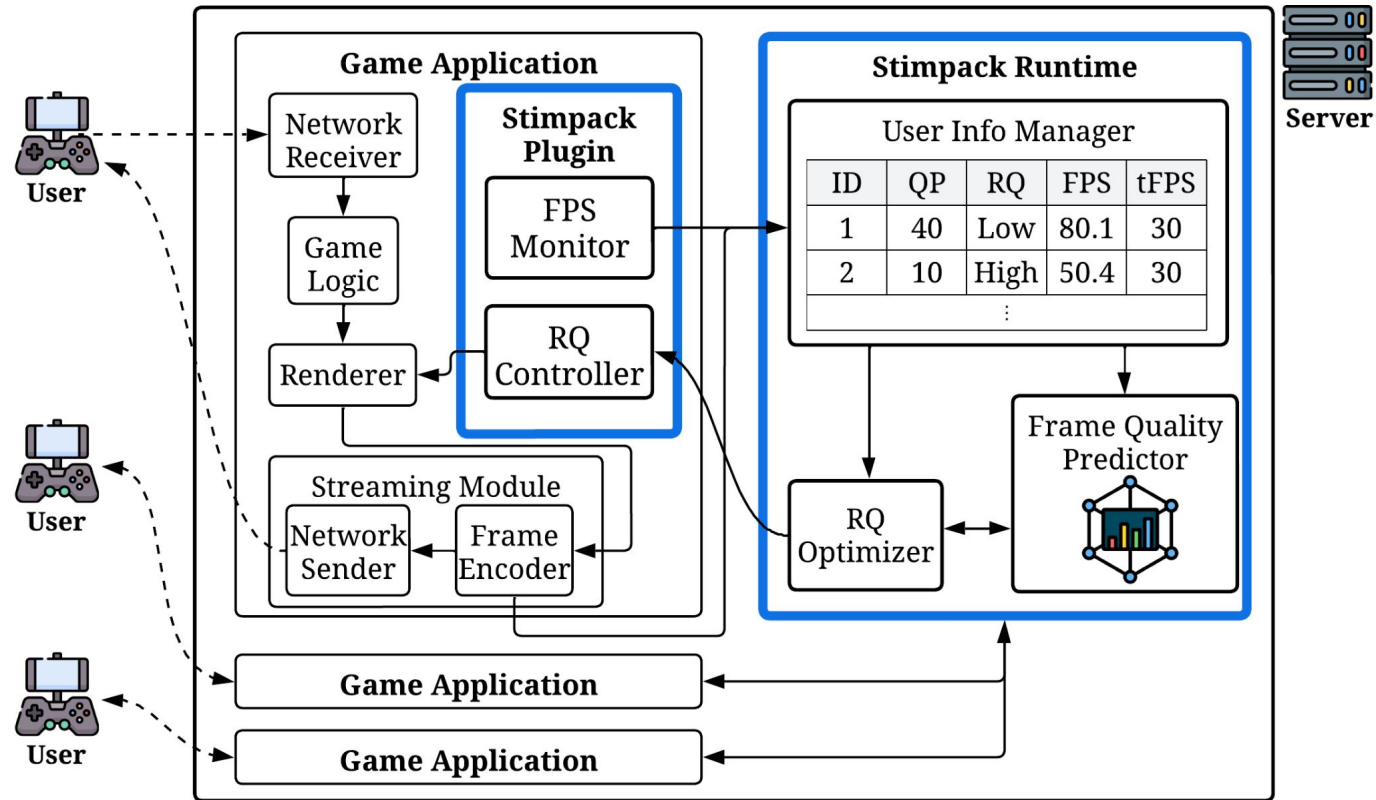 Game Application
Network
Receiver
Game
Logic
Renderer
Stimpack
Plugin
FPS
Monitor
RQ
Controller
Streaming Module
Network
Sender
Frame
Encoder
Stimpack Runtime
User Info Manager
ID QP RQ FPS tFPS
1 40 Low 80.1 30
2 10 High 50.4 30
⋮
RQ
Optimizer
Frame Quality
Predictor
Server
User
User
User
Game Application
Game Application